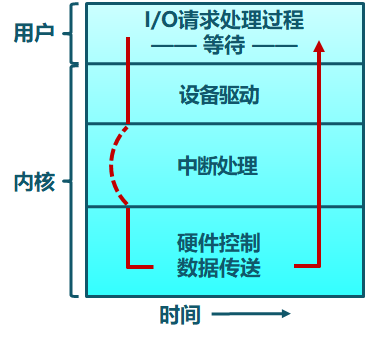 用户
I/O请求处理过程
—— 等待 ——
设备驱动
内核
中断处理
硬件控制
数据传送
时间